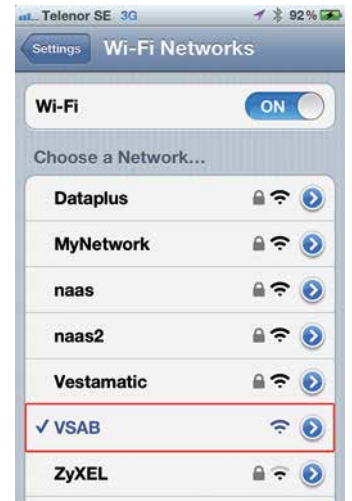 Telenor SE 3G 92%
Settings Wi-Fi Networks
Wi-Fi ON
Choose a Network...
Dataplus
MyNetwork
naas
naas2
Vestamatic
✓ VSAB
ZyXEL